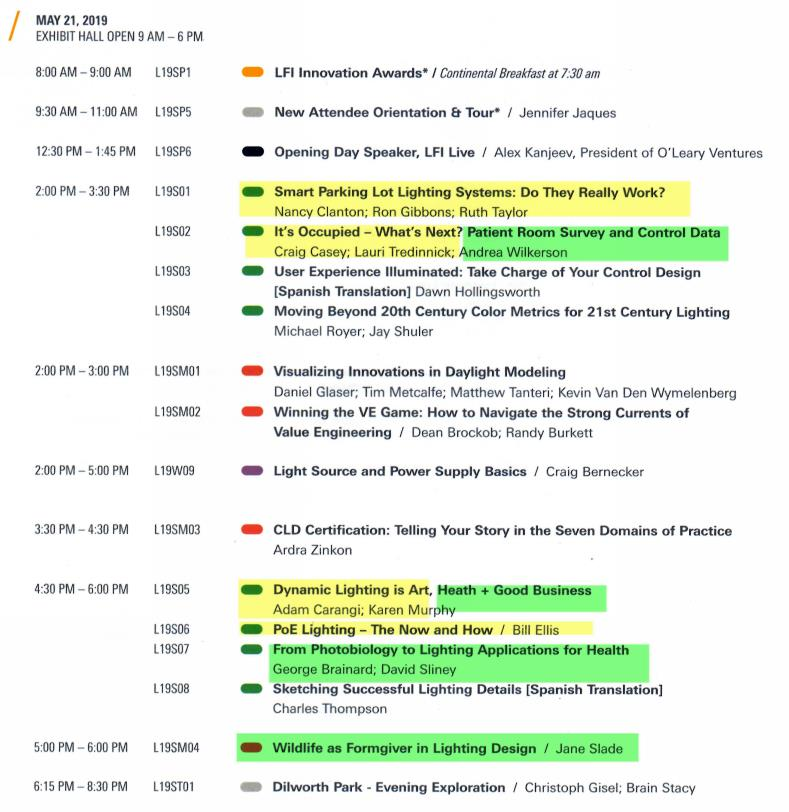 MAY 21, 2019
EXHIBIT HALL OPEN 9 AM – 6 PM
8:00 AM – 9:00 AM L19SP1 LFI Innovation Awards* / Continental Breakfast at 7:30 am
9:30 AM – 11:00 AM L19SP5 New Attendee Orientation & Tour* / Jennifer Jaques
12:30 PM – 1:45 PM L19SP6 Opening Day Speaker, LFI Live / Alex Kanjeev, President of O'Leary Ventures
2:00 PM – 3:30 PM L19S01 Smart Parking Lot Lighting Systems: Do They Really Work?
Nancy Clanton; Ron Gibbons; Ruth Taylor
L19S02 It's Occupied – What's Next? Patient Room Survey and Control Data
Craig Casey; Lauri Tredinnick; Andrea Wilkerson
L19S03 User Experience Illuminated: Take Charge of Your Control Design
[Spanish Translation] Dawn Hollingsworth
L19S04 Moving Beyond 20th Century Color Metrics for 21st Century Lighting
Michael Royer; Jay Shuler
2:00 PM – 3:00 PM L19SM01 Visualizing Innovations in Daylight Modeling
Daniel Glaser; Tim Metcalfe; Matthew Tanteri; Kevin Van Den Wymelenberg
L19SM02 Winning the VE Game: How to Navigate the Strong Currents of
Value Engineering / Dean Brockob; Randy Burkett
2:00 PM – 5:00 PM L19W09 Light Source and Power Supply Basics / Craig Bernecker
3:30 PM – 4:30 PM L19SM03 CLD Certification: Telling Your Story in the Seven Domains of Practice
Ardra Zinkon
4:30 PM – 6:00 PM L19S05 Dynamic Lighting is Art, Heath + Good Business
Adam Carangi; Karen Murphy
L19S06 PoE Lighting – The Now and How / Bill Ellis
L19S07 From Photobiology to Lighting Applications for Health
George Brainard; David Sliney
L19S08 Sketching Successful Lighting Details [Spanish Translation]
Charles Thompson
5:00 PM – 6:00 PM L19SM04 Wildlife as Formgiver in Lighting Design / Jane Slade
6:15 PM – 8:30 PM L19ST01 Dilworth Park - Evening Exploration / Christoph Gisel; Brain Stacy